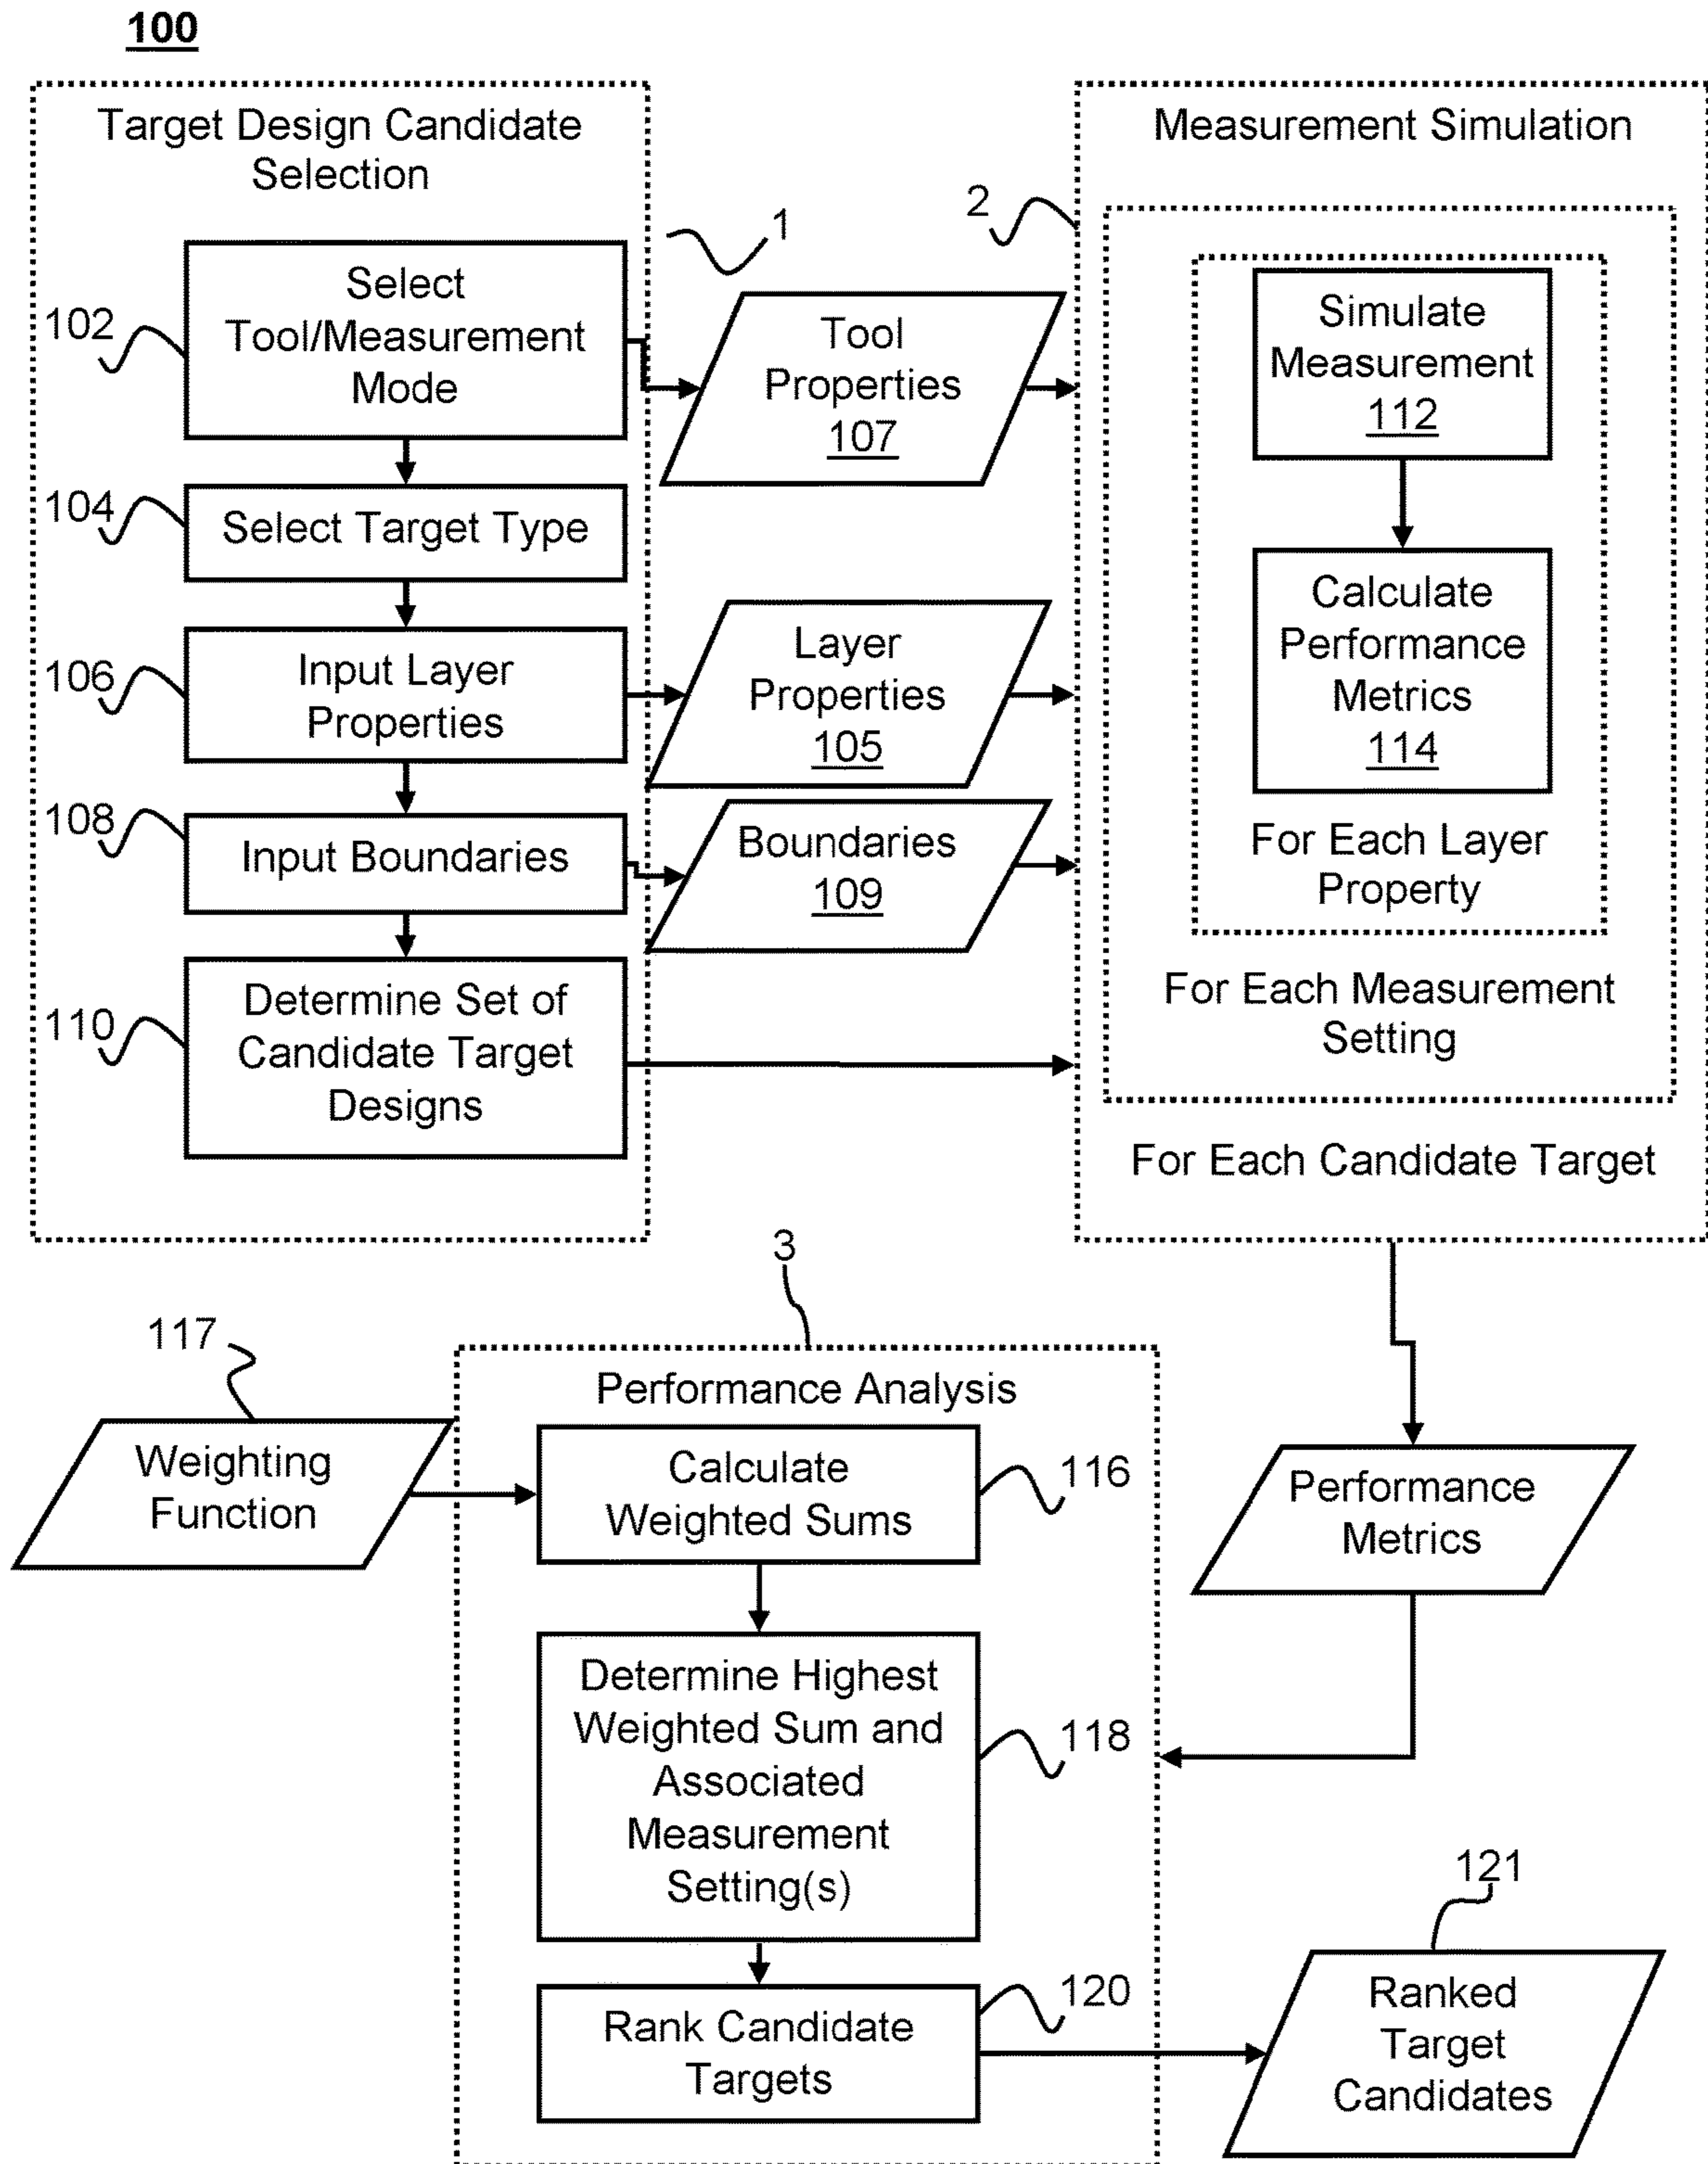 100
Target Design Candidate
Selection
1
102
Select
Tool/Measurement
Mode
104
Select Target Type
106
Input Layer
Properties
108
Input Boundaries
110
Determine Set of
Candidate Target
Designs
Tool
Properties
107
Layer
Properties
105
Boundaries
109
2
Measurement Simulation
Simulate
Measurement
112
Calculate
Performance
Metrics
114
For Each Layer
Property
For Each Measurement
Setting
For Each Candidate Target
3
117
Weighting
Function
Performance Analysis
Calculate
Weighted Sums
116
Determine Highest
Weighted Sum and
Associated
Measurement
Setting(s)
118
Rank Candidate
Targets
120
Performance
Metrics
121
Ranked
Target
Candidates